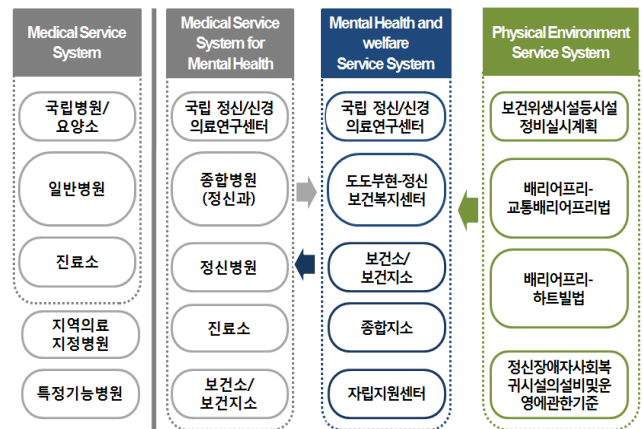 Medical Service
System
국립병원/
요양소
일반병원
진료소
지역의료
지정병원
특정기능병원
Medical Service
System for
Mental Health
국립 정신/신경
의료연구센터
종합병원
(정신과)
정신병원
진료소
보건소/
보건지소
Mental Health and
welfare
Service System
국립 정신/신경
의료연구센터
도도부현-정신
보건복지센터
보건소/
보건지소
종합지소
자립지원센터
Physical Environment
Service System
보건위생시설등시설
정비실시계획
배리어프리-
교통배리어프리법
배리어프리-
하트빌법
정신장애자사회복
귀시설의설비및운
영에관한기준